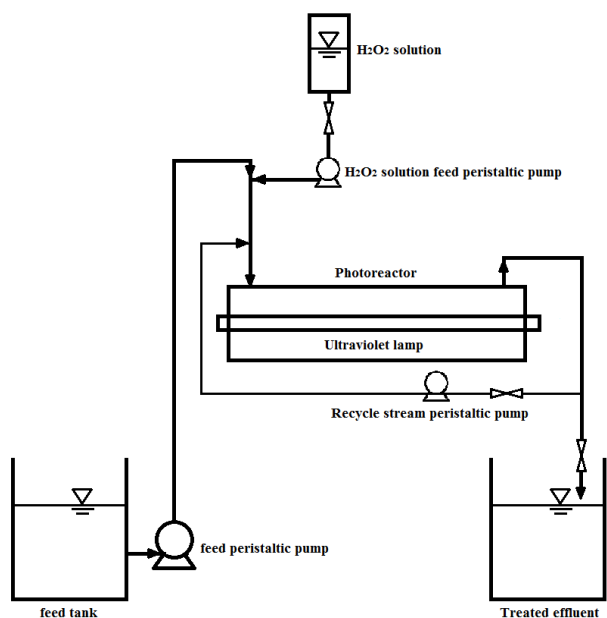 H2O2 solution
H2O2 solution feed peristaltic pump
Photoreactor
Ultraviolet lamp
Recycle stream peristaltic pump
feed peristaltic pump
feed tank
Treated effluent